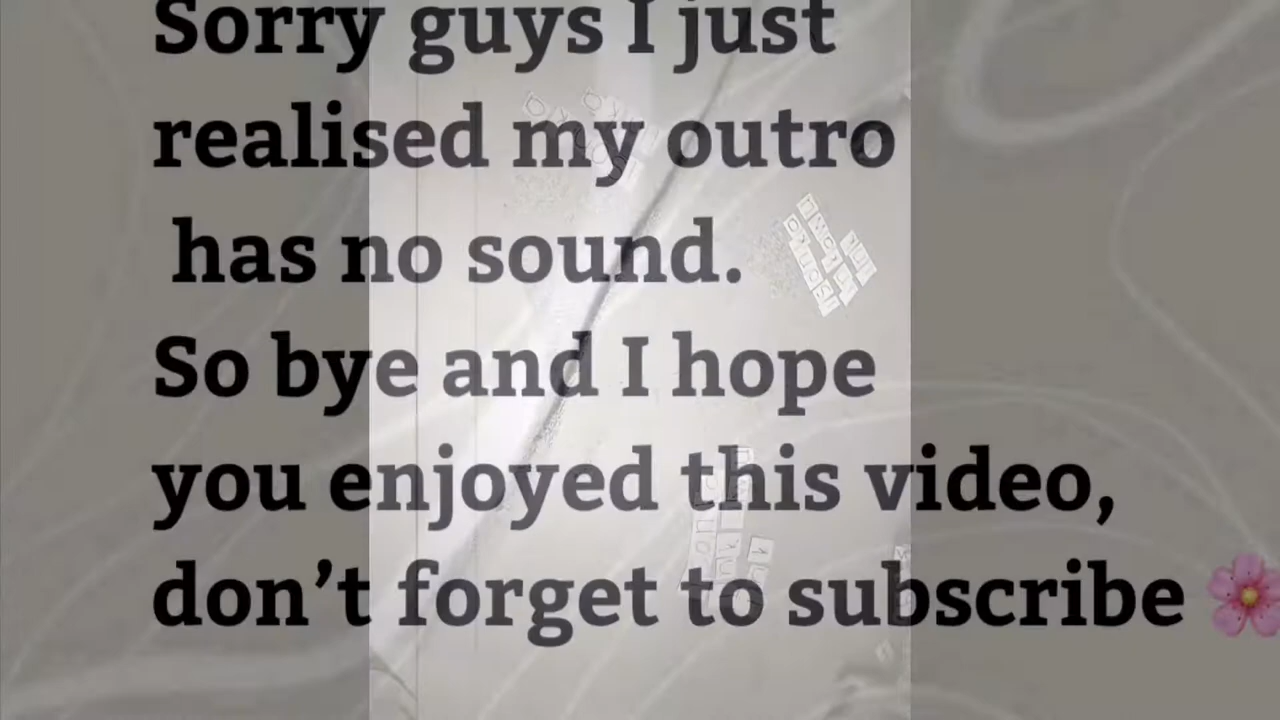 Sorry guys I just
realised my outro
has no sound.
So bye and I hope
you enjoyed this video,
don't forget to subscribe 🌸